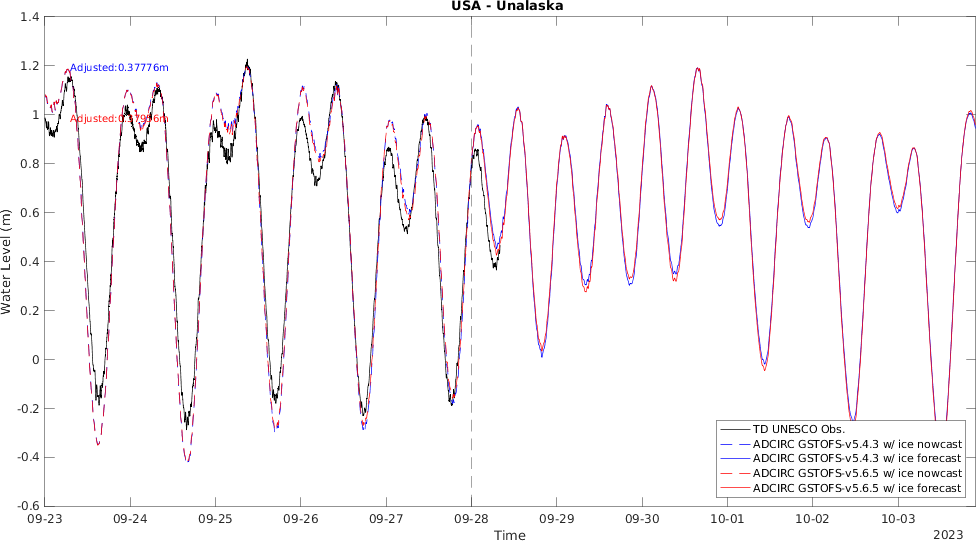 USA - Unalaska
Water Level (m)
1.4
1.2
1
0.8
0.6
0.4
0.2
0
-0.2
-0.4
-0.6
Adjusted:0.37776m
TD UNESCO Obs.
ADCIRC GSTOFS-v5.4.3 w/ ice nowcast
ADCIRC GSTOFS-v5.4.3 w/ ice forecast
ADCIRC GSTOFS-v5.6.5 w/ ice nowcast
ADCIRC GSTOFS-v5.6.5 w/ ice forecast
09-23
09-24
09-25
09-26
09-27
09-28
09-29
09-30
10-01
10-02
10-03
Time
2023